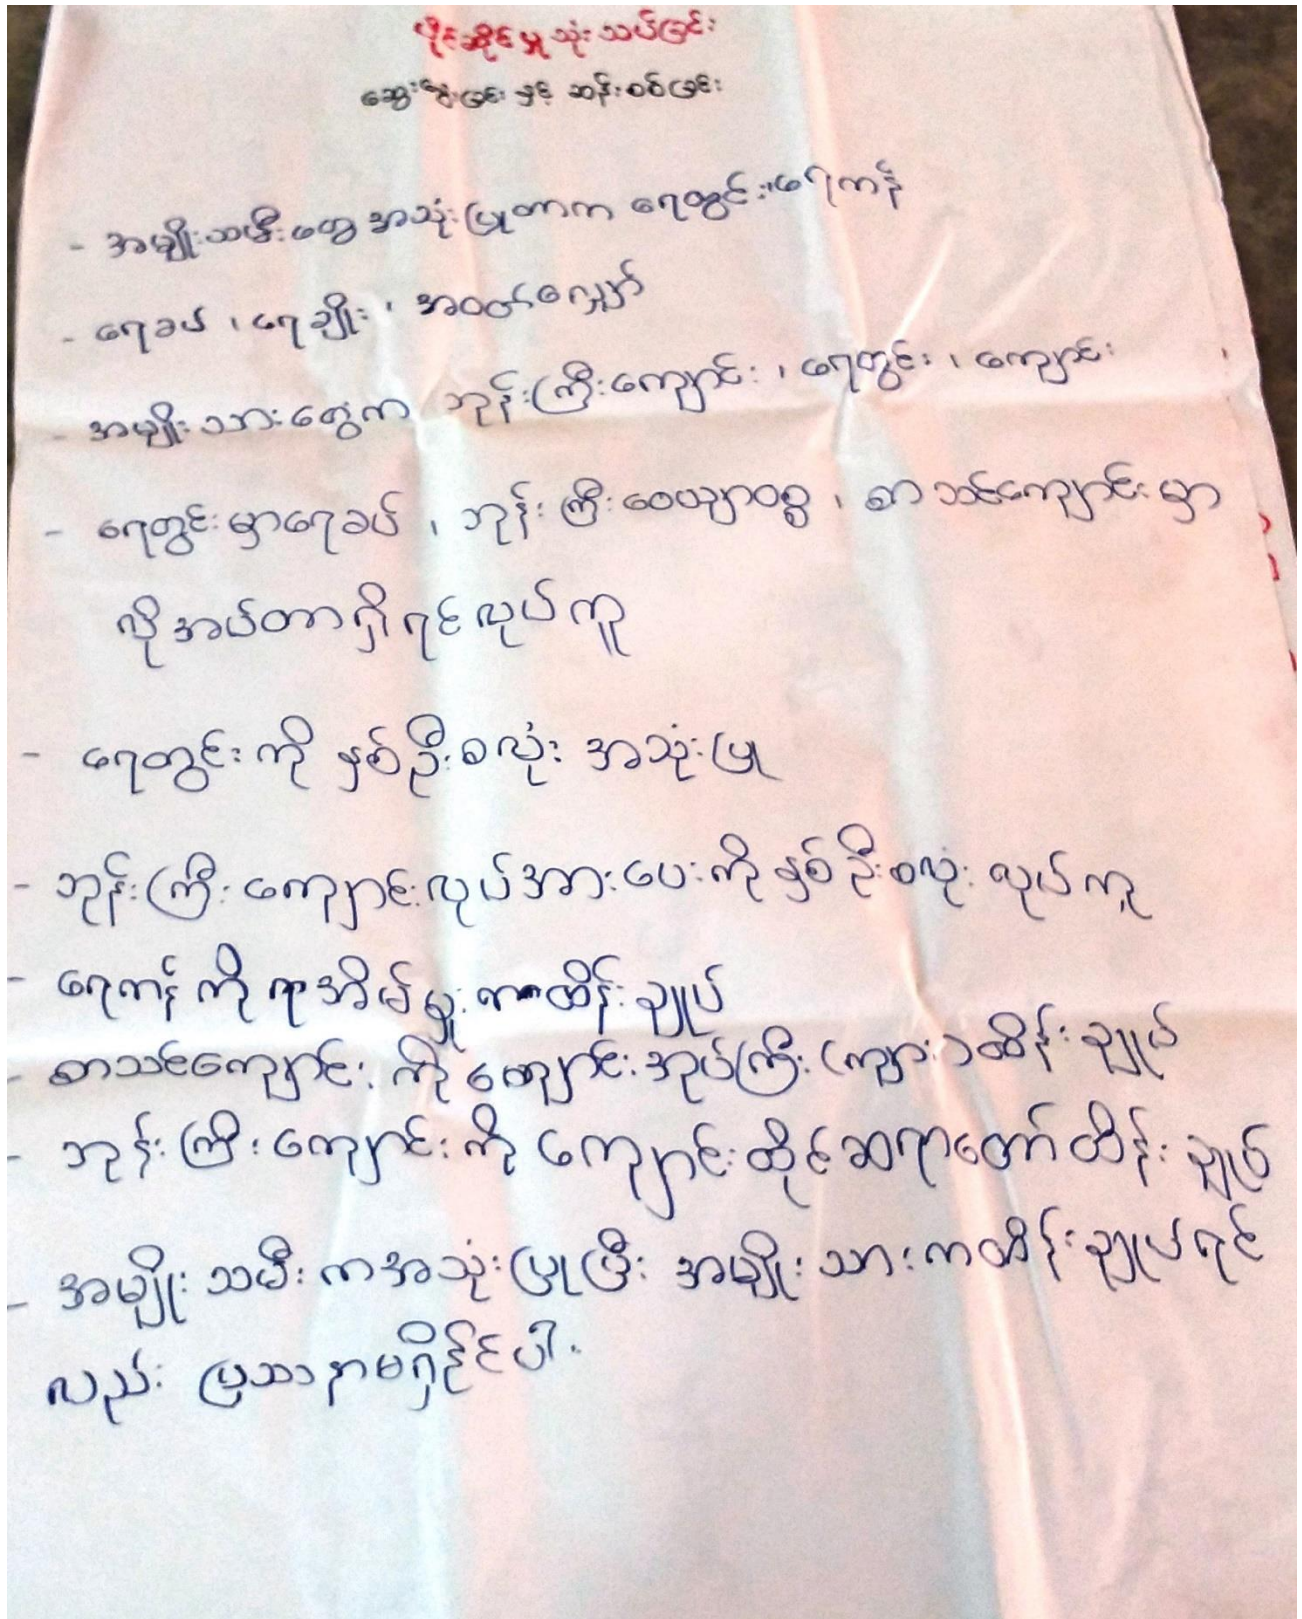 ပိုင်ဆိုင်မှု သုံးသပ်ခြင်း
ဆွေးနွေးခြင်း နှင့် ဆန်းစစ်ခြင်း
- အမျိုးသမီးတွေ အသုံးပြုတာက ရေတွင်း၊ ရေကန်
- ရေခပ်၊ ရေချိုး၊ အဝတ်လျှော်
- အမျိုးသားတွေက ဘုန်းကြီးကျောင်း၊ ရေတွင်း၊ ကျောင်း
- ရေတွင်းမှာရေခပ်၊ ဘုန်းကြီးဝေယျာဝစ္စ၊ စာသင်ကျောင်းမှာ
လိုအပ်တာရှိရင်လုပ်ကူ
- ရေတွင်းကို နှစ်ဦးစလုံး အသုံးပြု
- ဘုန်းကြီးကျောင်းလုပ်အားပေးကိုနှစ်ဦးစလုံး လုပ်ကူ
- ရေကန်ကို ရာအိမ်မှူးကထိန်းချုပ်
- စာသင်ကျောင်းကို ကျောင်းအုပ်ကြီး (ကျား) ထိန်းချုပ်
- ဘုန်းကြီးကျောင်းကို ကျောင်းထိုင်ဆရာတော်ထိန်းချုပ်
- အမျိုးသမီးကအသုံးပြုပြီး အမျိုးသားကထိန်းချုပ်ရင်
လည်း ပြဿနာမရှိနိုင်ပါ.